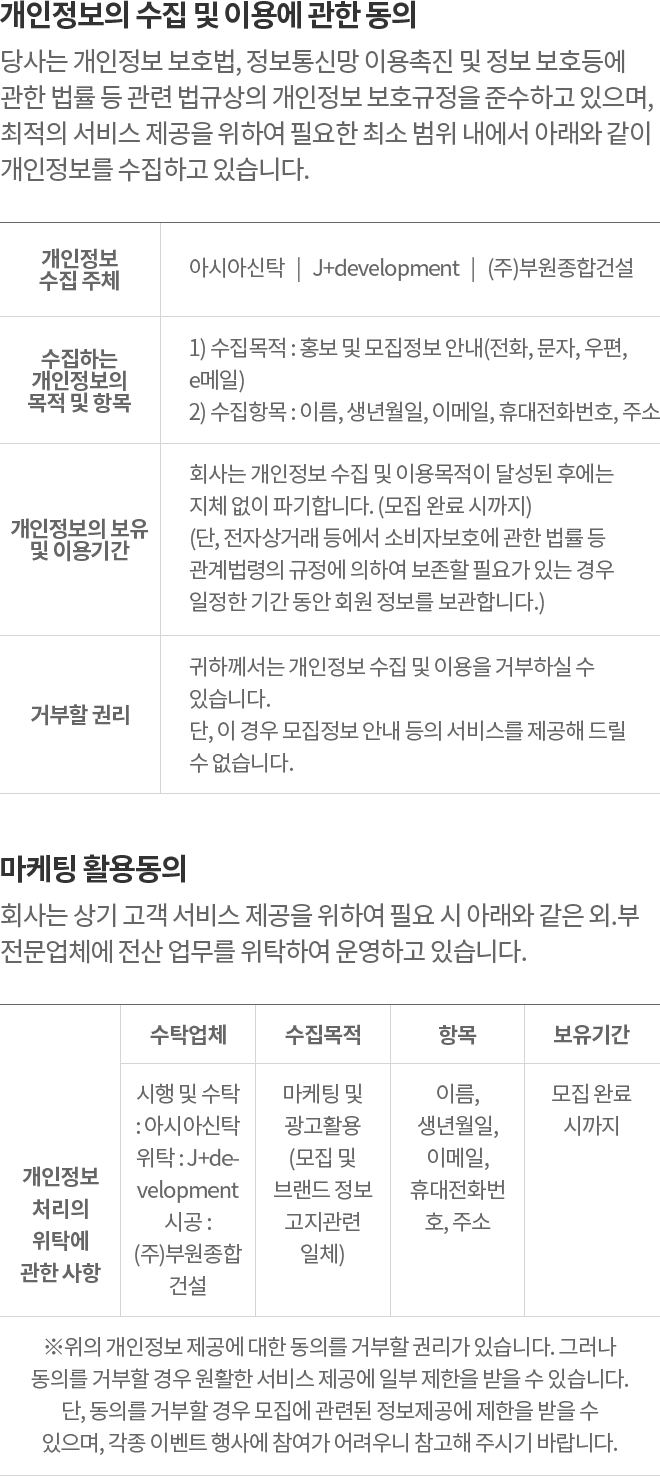 개인정보의 수집 및 이용에 관한 동의
당사는 개인정보 보호법, 정보통신망 이용촉진 및 정보 보호등에
관한 법률 등 관련 법규상의 개인정보 보호규정을 준수하고 있으며,
최적의 서비스 제공을 위하여 필요한 최소 범위 내에서 아래와 같이
개인정보를 수집하고 있습니다.
개인정보
수집 주체
아시아신탁 | J+development | (주)부원종합건설
수집하는
개인정보의
목적 및 항목
1) 수집목적 : 홍보 및 모집정보 안내(전화, 문자, 우편,
e메일)
2) 수집항목 : 이름, 생년월일, 이메일, 휴대전화번호, 주소
개인정보의 보유
및 이용기간
회사는 개인정보 수집 및 이용목적이 달성된 후에는
지체 없이 파기합니다. (모집 완료 시까지)
(단, 전자상거래 등에서 소비자보호에 관한 법률 등
관계법령의 규정에 의하여 보존할 필요가 있는 경우
일정한 기간 동안 회원 정보를 보관합니다.)
거부할 권리
귀하께서는 개인정보 수집 및 이용을 거부하실 수
있습니다.
단, 이 경우 모집정보 안내 등의 서비스를 제공해 드릴
수 없습니다.
마케팅 활용동의
회사는 상기 고객 서비스 제공을 위하여 필요 시 아래와 같은 외.부
전문업체에 전산 업무를 위탁하여 운영하고 있습니다.
개인정보
처리의
위탁에
관한 사항
수탁업체
수집목적
항목
보유기간
시행 및 수탁
: 아시아신탁
위탁 : J+de-
velopment
시공 :
(주)부원종합
건설
마케팅 및
광고활용
(모집 및
브랜드 정보
고지관련
일체)
이름,
생년월일,
이메일,
휴대전화번
호, 주소
모집 완료
시까지
※위의 개인정보 제공에 대한 동의를 거부할 권리가 있습니다. 그러나
동의를 거부할 경우 원활한 서비스 제공에 일부 제한을 받을 수 있습니다.
단, 동의를 거부할 경우 모집에 관련된 정보제공에 제한을 받을 수
있으며, 각종 이벤트 행사에 참여가 어려우니 참고해 주시기 바랍니다.